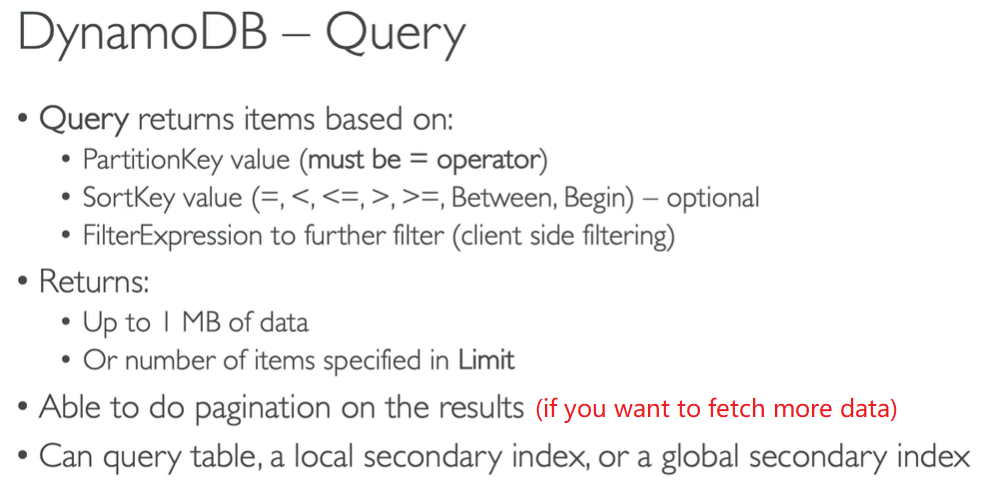 DynamoDB – Query
• Query returns items based on:
• PartitionKey value (must be = operator)
• SortKey value (=, <, <=, >, >=, Between, Begin) – optional
• FilterExpression to further filter (client side filtering)
• Returns:
• Up to 1 MB of data
• Or number of items specified in Limit
• Able to do pagination on the results (if you want to fetch more data)
• Can query table, a local secondary index, or a global secondary index